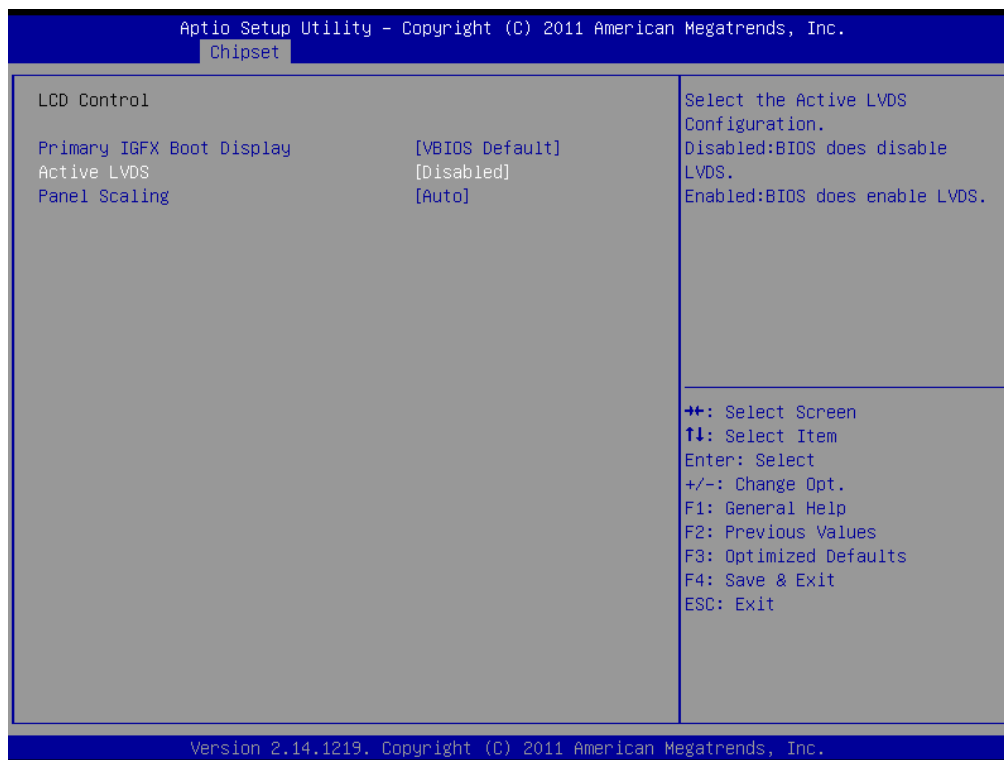 Aptio Setup Utility – Copyright (C) 2011 American Megatrends, Inc.
Chipset
LCD Control
Primary IGFX Boot Display [VBIOS Default]
Active LVDS [Disabled]
Panel Scaling [Auto]
Select the Active LVDS
Configuration.
Disabled:BIOS does disable
LVDS.
Enabled:BIOS does enable LVDS.
→←: Select Screen
↑↓: Select Item
Enter: Select
+/-: Change Opt.
F1: General Help
F2: Previous Values
F3: Optimized Defaults
F4: Save & Exit
ESC: Exit
Version 2.14.1219. Copyright (C) 2011 American Megatrends, Inc.